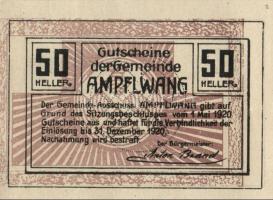 50
HELLER
Gutscheine
der Gemeinde
AMPFLWANG
50
HELLER
Der Gemeinde-Ausschuss AMPFLWANG gibt auf
Grund des Sitzungsbeschlusses vom 1 Mai 1920
Gutscheine aus und haftet für die Verbindlichkeit der
Einlösung bis 31. Dezember 1920.
Nachahmung wird bestraft.
Der Bürgermeister: